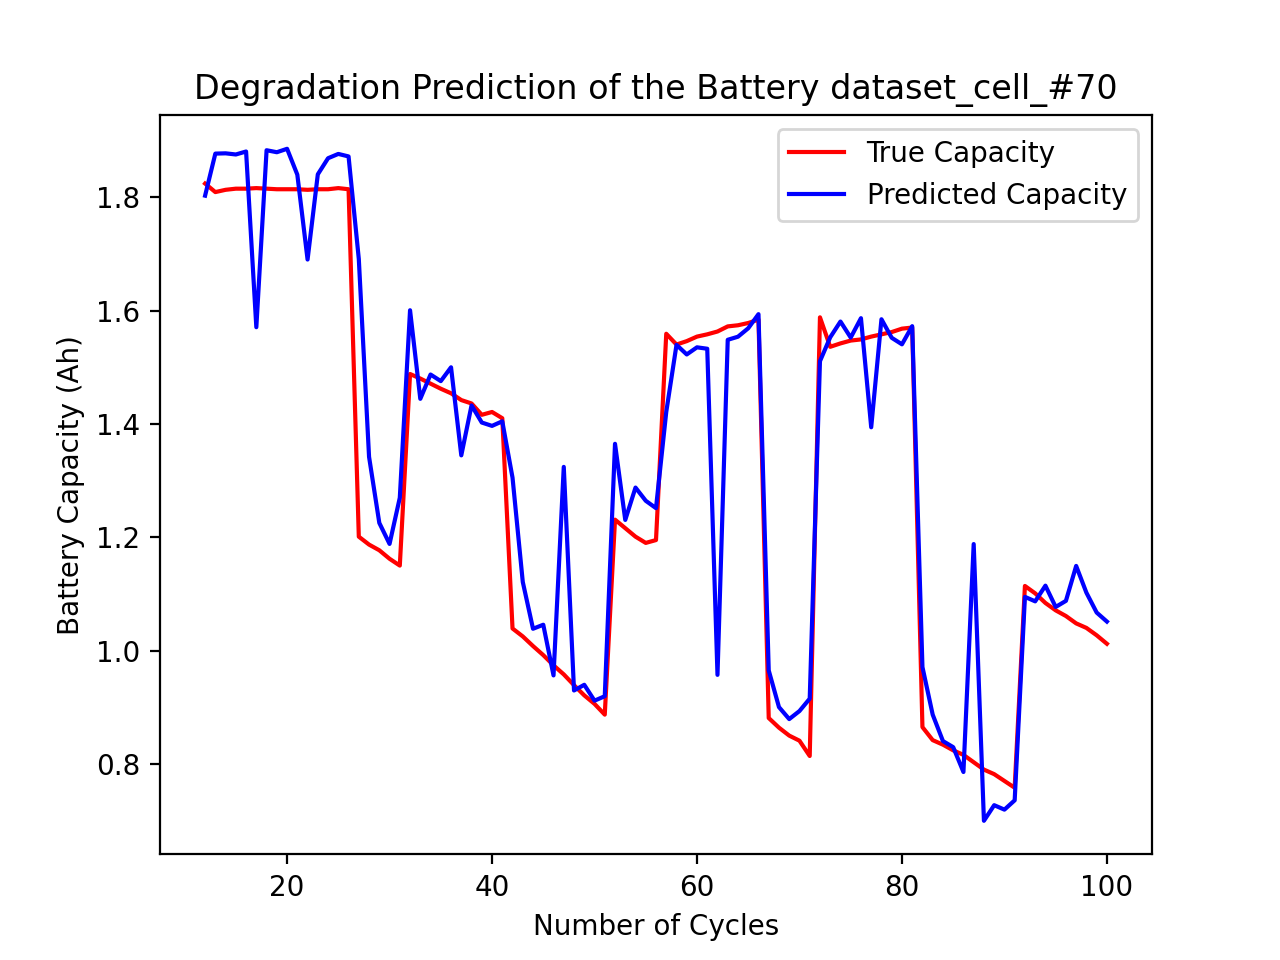 Degradation Prediction of the Battery dataset_cell_#70
True Capacity
Predicted Capacity
Battery Capacity (Ah)
1.8
1.6
1.4
1.2
1.0
0.8
20 40 60 80 100
Number of Cycles